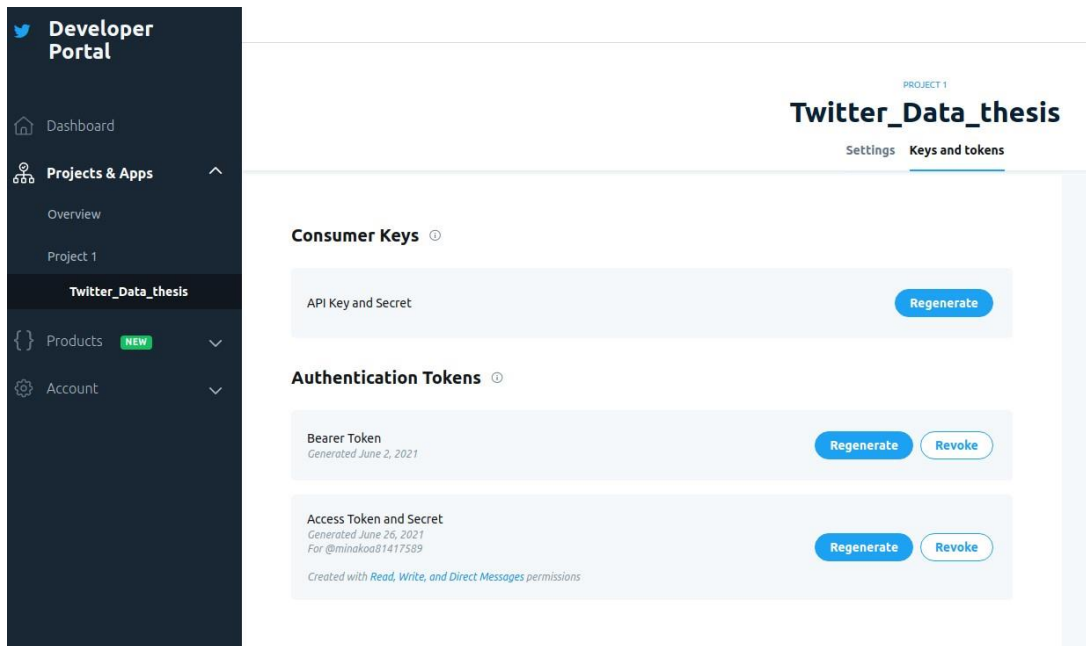 Developer
Portal
Dashboard
Projects & Apps
Overview
Project 1
Twitter_Data_thesis
Products NEW
Account
PROJECT 1
Twitter_Data_thesis
Settings Keys and tokens
Consumer Keys
API Key and Secret
Regenerate
Authentication Tokens
Bearer Token
Generated June 2, 2021
Regenerate Revoke
Access Token and Secret
Generated June 26, 2021
For @minakoa81417589
Created with Read, Write, and Direct Messages permissions
Regenerate Revoke